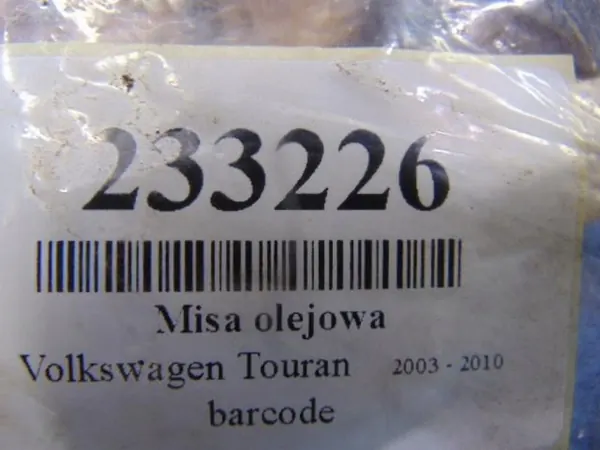 233226
Misa olejowa
Volkswagen Touran 2003 - 2010
barcode